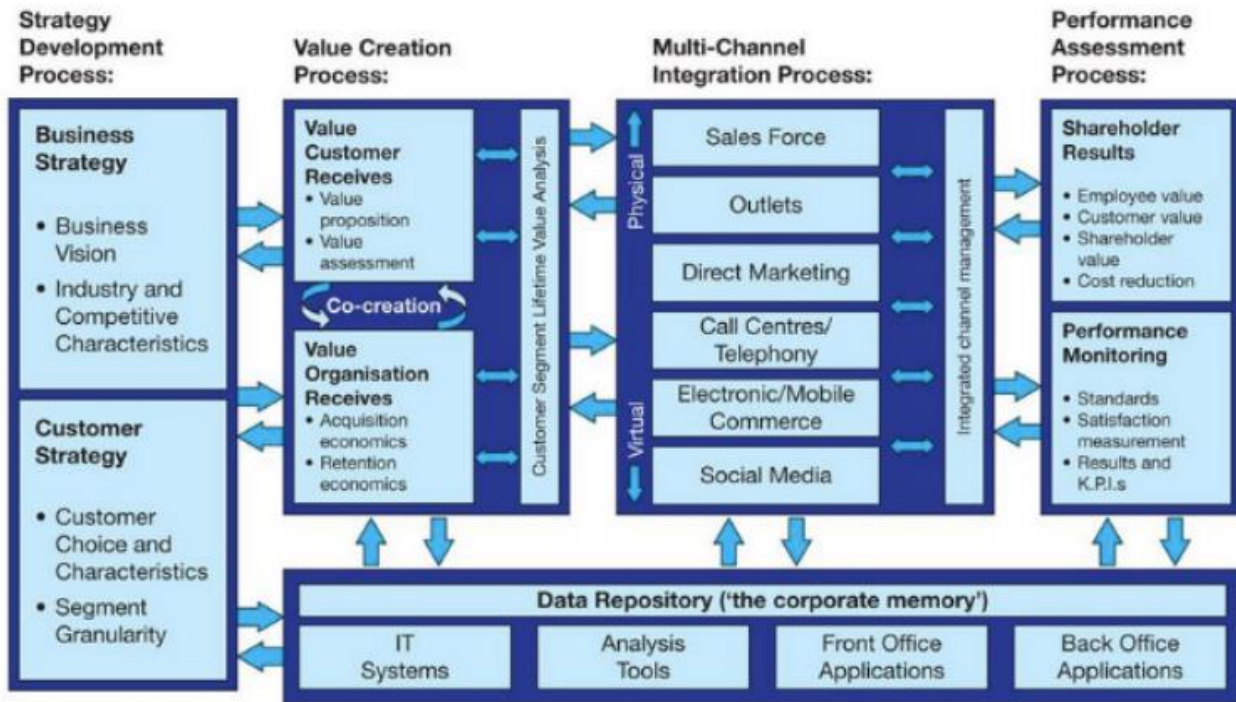 Strategy
Development
Process:
Business
Strategy
• Business
Vision
• Industry and
Competitive
Characteristics
Customer
Strategy
• Customer
Choice and
Characteristics
• Segment
Granularity
Value Creation
Process:
Value
Customer
Receives
• Value
proposition
• Value
assessment
Co-creation
Value
Organisation
Receives
• Acquisition
economics
• Retention
economics
Customer Segment Lifetime Value Analysis
Multi-Channel
Integration Process:
Physical
Virtual
Sales Force
Outlets
Direct Marketing
Call Centres/
Telephony
Electronic/Mobile
Commerce
Social Media
Integrated channel management
Performance
Assessment
Process:
Shareholder
Results
• Employee value
• Customer value
• Shareholder
value
• Cost reduction
Performance
Monitoring
• Standards
• Satisfaction
measurement
• Results and
K.P.I.s
Data Repository (‘the corporate memory’)
IT
Systems
Analysis
Tools
Front Office
Applications
Back Office
Applications